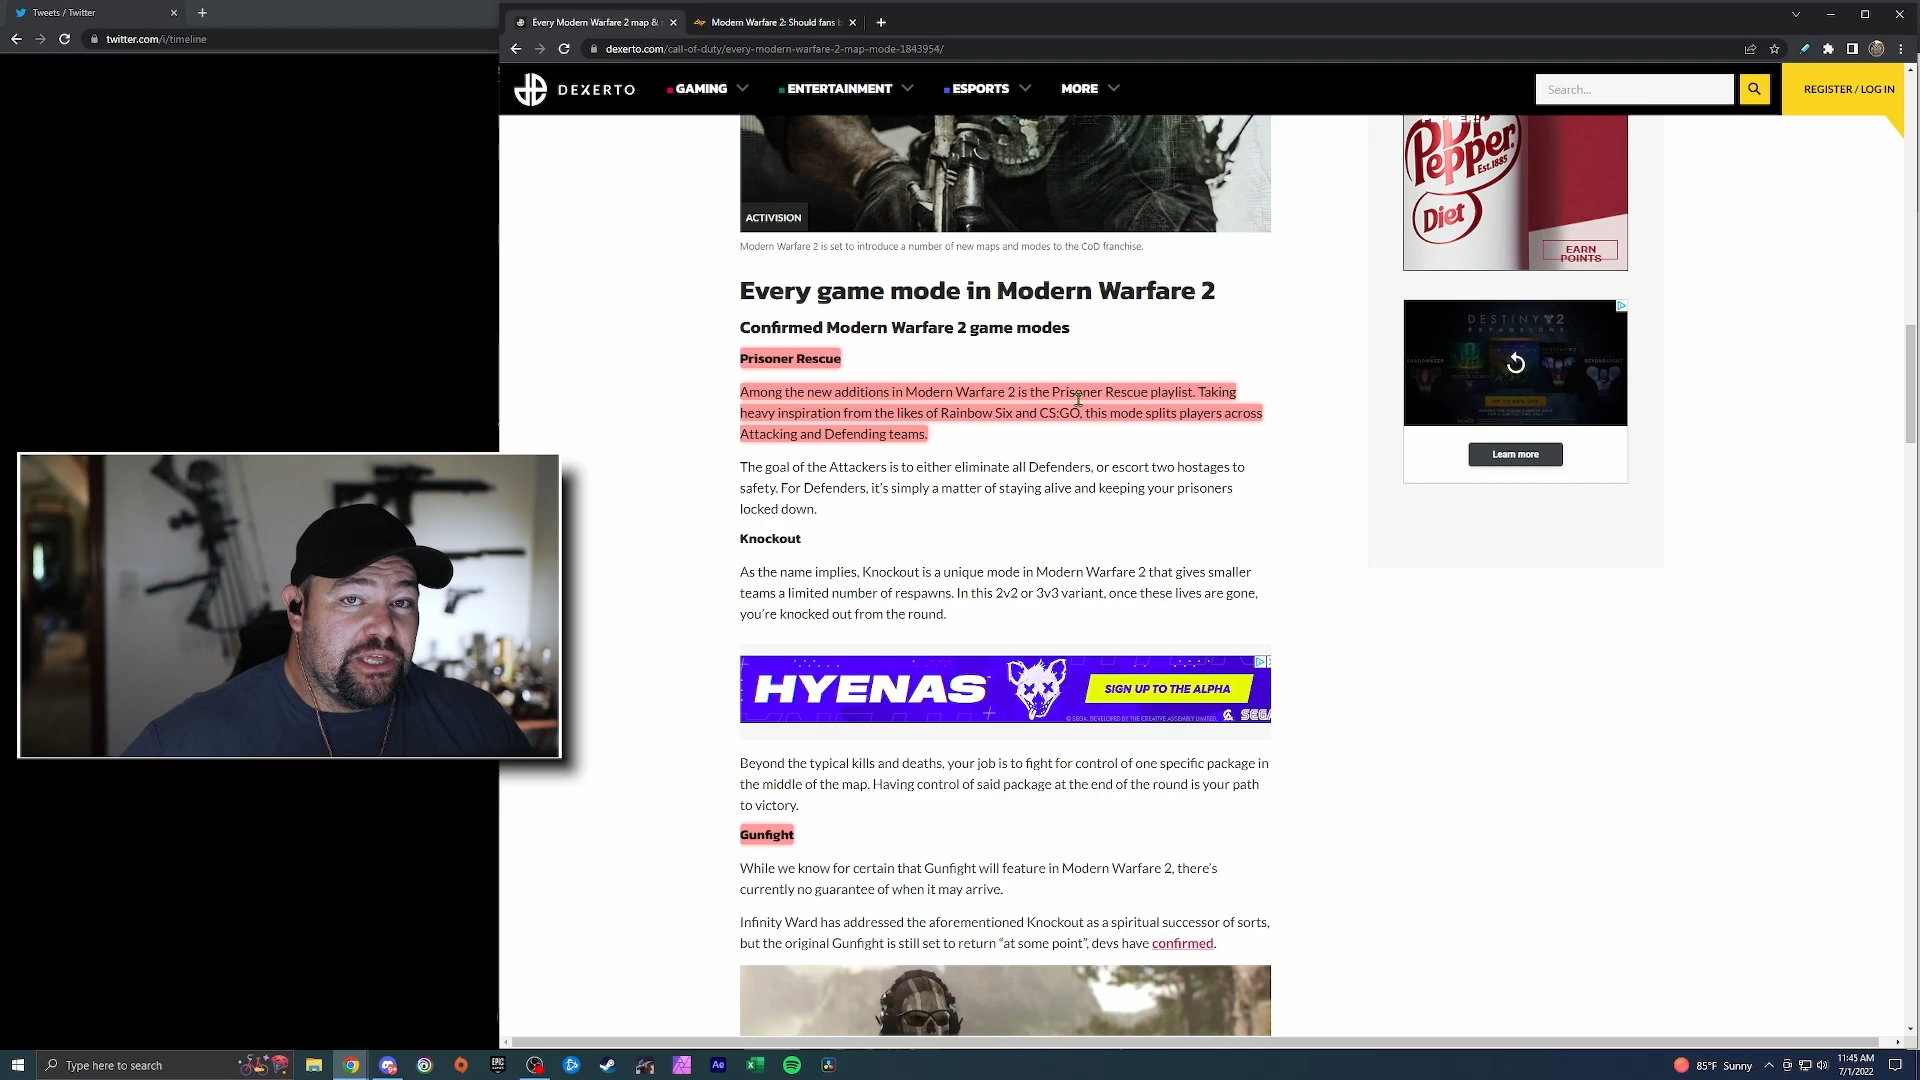 Tweets / Twitter
twitter.com/i/timeline
Every Modern Warfare 2 map &
Modern Warfare 2: Should fans
dexerto.com/call-of-duty/every-modern-warfare-2-map-mode-1843954/
DEXERTO
GAMING
ENTERTAINMENT
ESPORTS
MORE
Search...
REGISTER / LOG IN
ACTIVISION
Modern Warfare 2 is set to introduce a number of new maps and modes to the CoD franchise.
Every game mode in Modern Warfare 2
Confirmed Modern Warfare 2 game modes
Prisoner Rescue
Among the new additions in Modern Warfare 2 is the Prisoner Rescue playlist. Taking
heavy inspiration from the likes of Rainbow Six and CS:GO, this mode splits players across
Attacking and Defending teams.
The goal of the Attackers is to either eliminate all Defenders, or escort two hostages to
safety. For Defenders, it's simply a matter of staying alive and keeping your prisoners
locked down.
Knockout
As the name implies, Knockout is a unique mode in Modern Warfare 2 that gives smaller
teams a limited number of respawns. In this 2v2 or 3v3 variant, once these lives are gone,
you're knocked out from the round.
HYENAS
SIGN UP TO THE ALPHA
© SEGA. DEVELOPED BY THE CREATIVE ASSEMBLY LIMITED.
SEGA
Beyond the typical kills and deaths, your job is to fight for control of one specific package in
the middle of the map. Having control of said package at the end of the round is your path
to victory.
Gunfight
While we know for certain that Gunfight will feature in Modern Warfare 2, there's
currently no guarantee of when it may arrive.
Infinity Ward has addressed the aforementioned Knockout as a spiritual successor of sorts,
but the original Gunfight is still set to return “at some point”, devs have confirmed.
Dr
Pepper.
Est.1885
Diet
EARN
POINTS
DESTINY 2
EXPANSIONS
SHADOWKEEP
BEYOND LIGHT
Learn more
Type here to search
EPIC
Ae
85°F Sunny
11:45 AM
7/1/2022